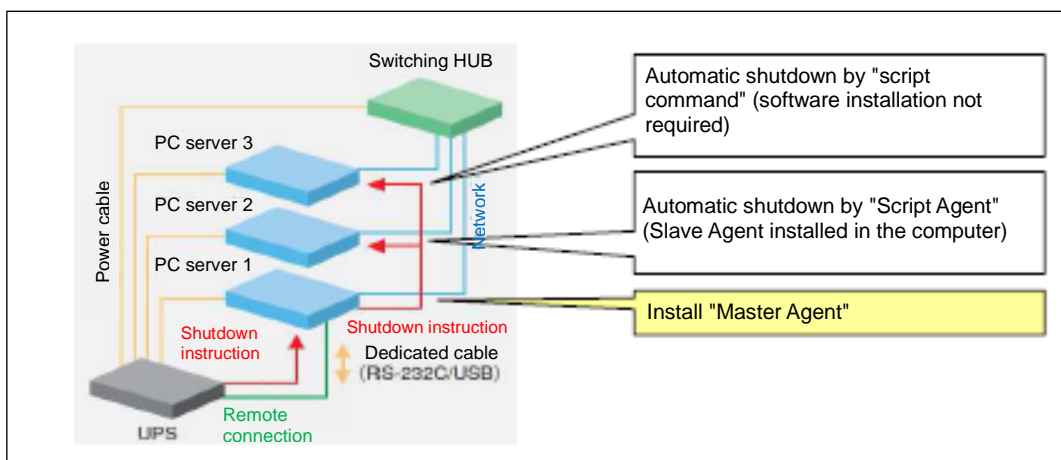 Switching HUB
PC server 3
PC server 2
PC server 1
Power cable
Network
Shutdown
instruction
Shutdown instruction
Dedicated cable
(RS-232C/USB)
Remote
connection
UPS
Automatic shutdown by "script
command" (software installation not
required)
Automatic shutdown by "Script Agent"
(Slave Agent installed in the computer)
Install "Master Agent"